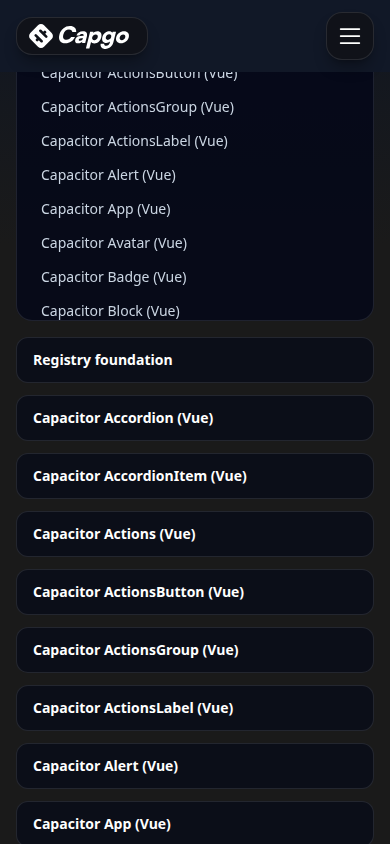 Capgo
Capacitor ActionsButton (Vue)
Capacitor ActionsGroup (Vue)
Capacitor ActionsLabel (Vue)
Capacitor Alert (Vue)
Capacitor App (Vue)
Capacitor Avatar (Vue)
Capacitor Badge (Vue)
Capacitor Block (Vue)
Registry foundation
Capacitor Accordion (Vue)
Capacitor AccordionItem (Vue)
Capacitor Actions (Vue)
Capacitor ActionsButton (Vue)
Capacitor ActionsGroup (Vue)
Capacitor ActionsLabel (Vue)
Capacitor Alert (Vue)
Capacitor App (Vue)